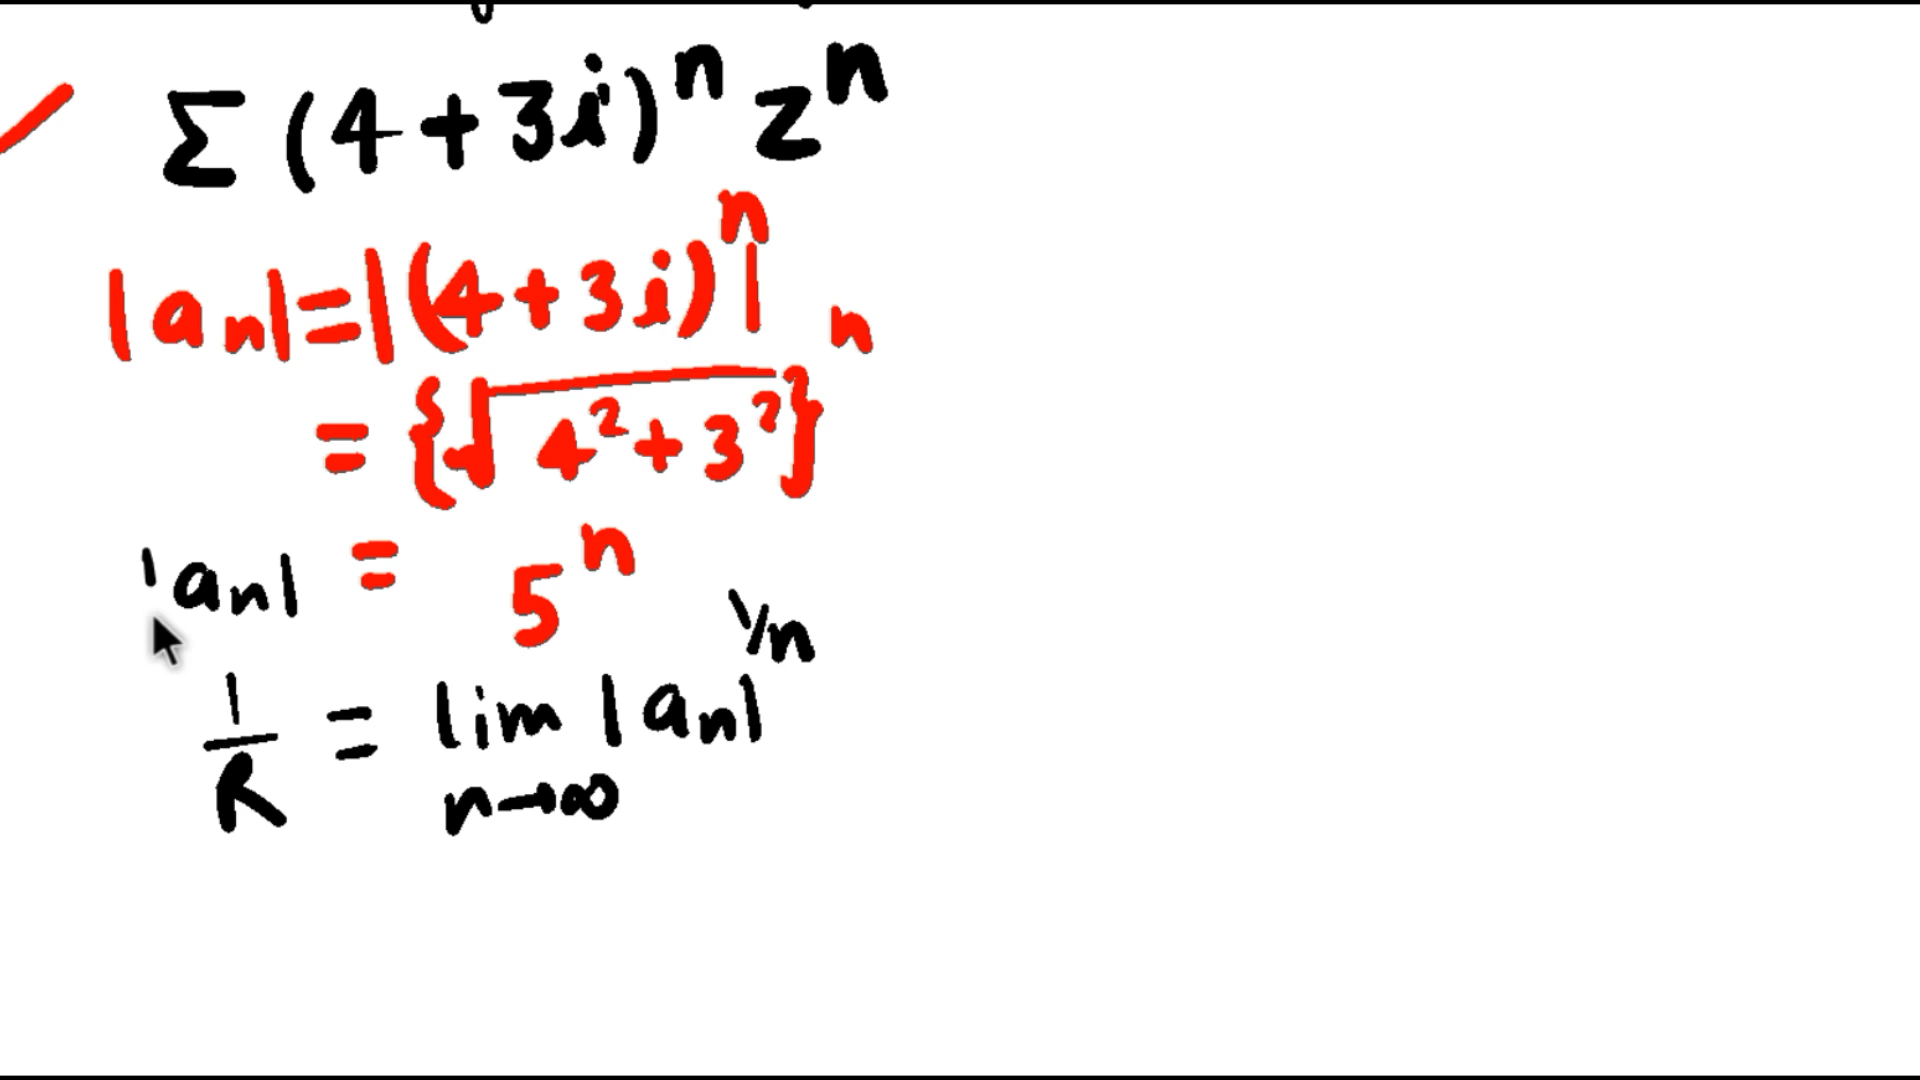 Σ (4+3i)ⁿ zⁿ
|aₙ| = |(4+3i)ⁿ|
= {√(4²+3²)}ⁿ
|aₙ| = 5ⁿ
1/R = lim n→∞ |aₙ|^(1/n)